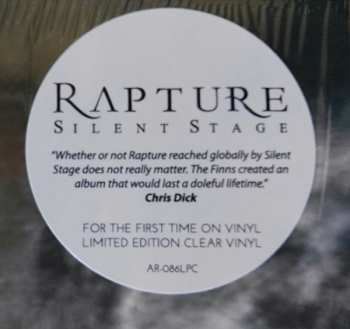 RAPTURE
SILENT STAGE
"Whether or not Rapture reached globally by Silent
Stage does not really matter. The Finns created an
album that would last a doleful lifetime."
Chris Dick
FOR THE FIRST TIME ON VINYL
LIMITED EDITION CLEAR VINYL
AR-086LPC